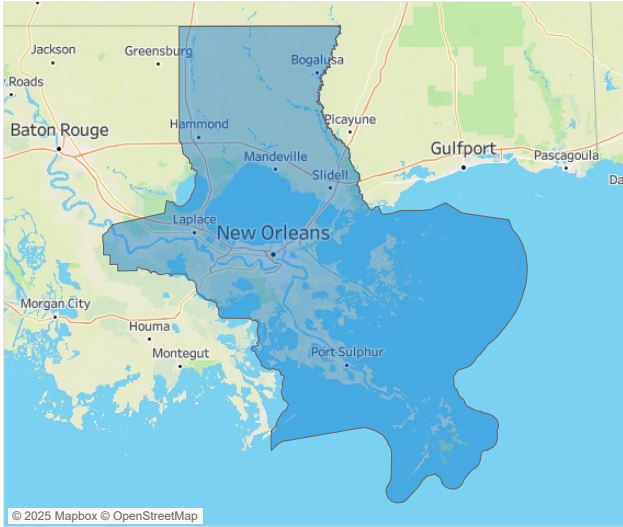 Jackson
Greensburg
Bogalusa
Roads
Picayune
Baton Rouge
Hammond
Gulfport
Mandeville
Pascagoula
Slidell
Da
Laplace
New Orleans
Morgan City
Houma
Montegut
Port Sulphur
© 2025 Mapbox © OpenStreetMap